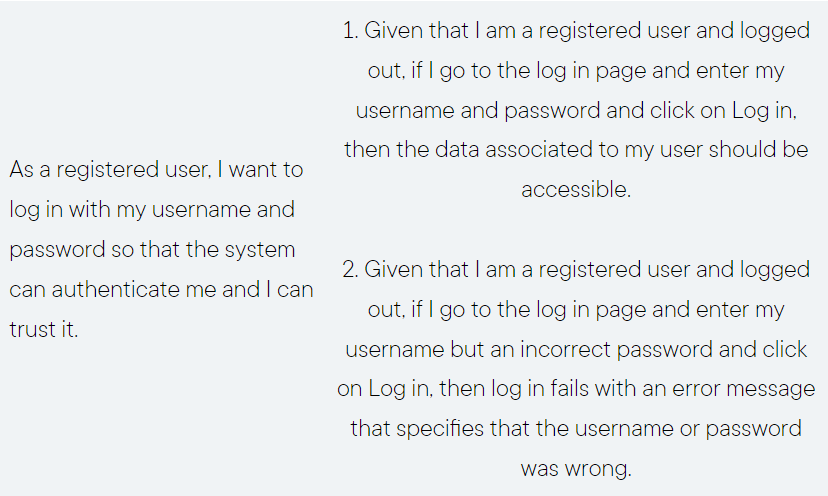 As a registered user, I want to
log in with my username and
password so that the system
can authenticate me and I can
trust it.
1. Given that I am a registered user and logged
out, if I go to the log in page and enter my
username and password and click on Log in,
then the data associated to my user should be
accessible.
2. Given that I am a registered user and logged
out, if I go to the log in page and enter my
username but an incorrect password and click
on Log in, then log in fails with an error message
that specifies that the username or password
was wrong.